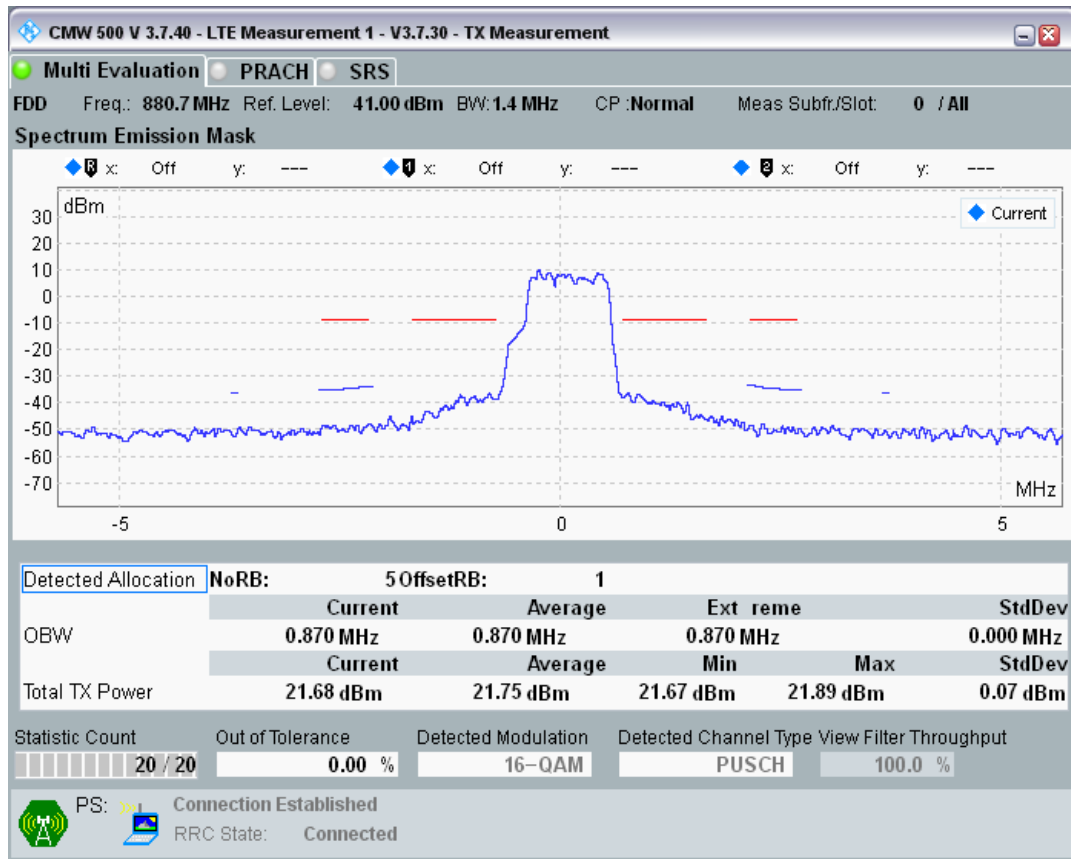 CMW 500 V 3.7.40 - LTE Measurement 1 - V3.7.30 - TX Measurement
Multi Evaluation PRACH SRS
FDD Freq.: 880.7 MHz Ref. Level: 41.00 dBm BW: 1.4 MHz CP :Normal Meas Subfr./Slot: 0 / All
Spectrum Emission Mask
R x: Off y: --- 1 x: Off y: --- 2 x: Off y: ---
dBm
Current
30
20
10
0
-10
-20
-30
-40
-50
-60
-70
MHz
-5 0 5
Detected Allocation NoRB: 5 OffsetRB: 1
Current Average Ext reme StdDev
OBW 0.870 MHz 0.870 MHz 0.870 MHz 0.000 MHz
Current Average Min Max StdDev
Total TX Power 21.68 dBm 21.75 dBm 21.67 dBm 21.89 dBm 0.07 dBm
Statistic Count Out of Tolerance Detected Modulation Detected Channel Type View Filter Throughput
20 / 20 0.00 % 16-QAM PUSCH 100.0 %
PS: Connection Established
RRC State: Connected